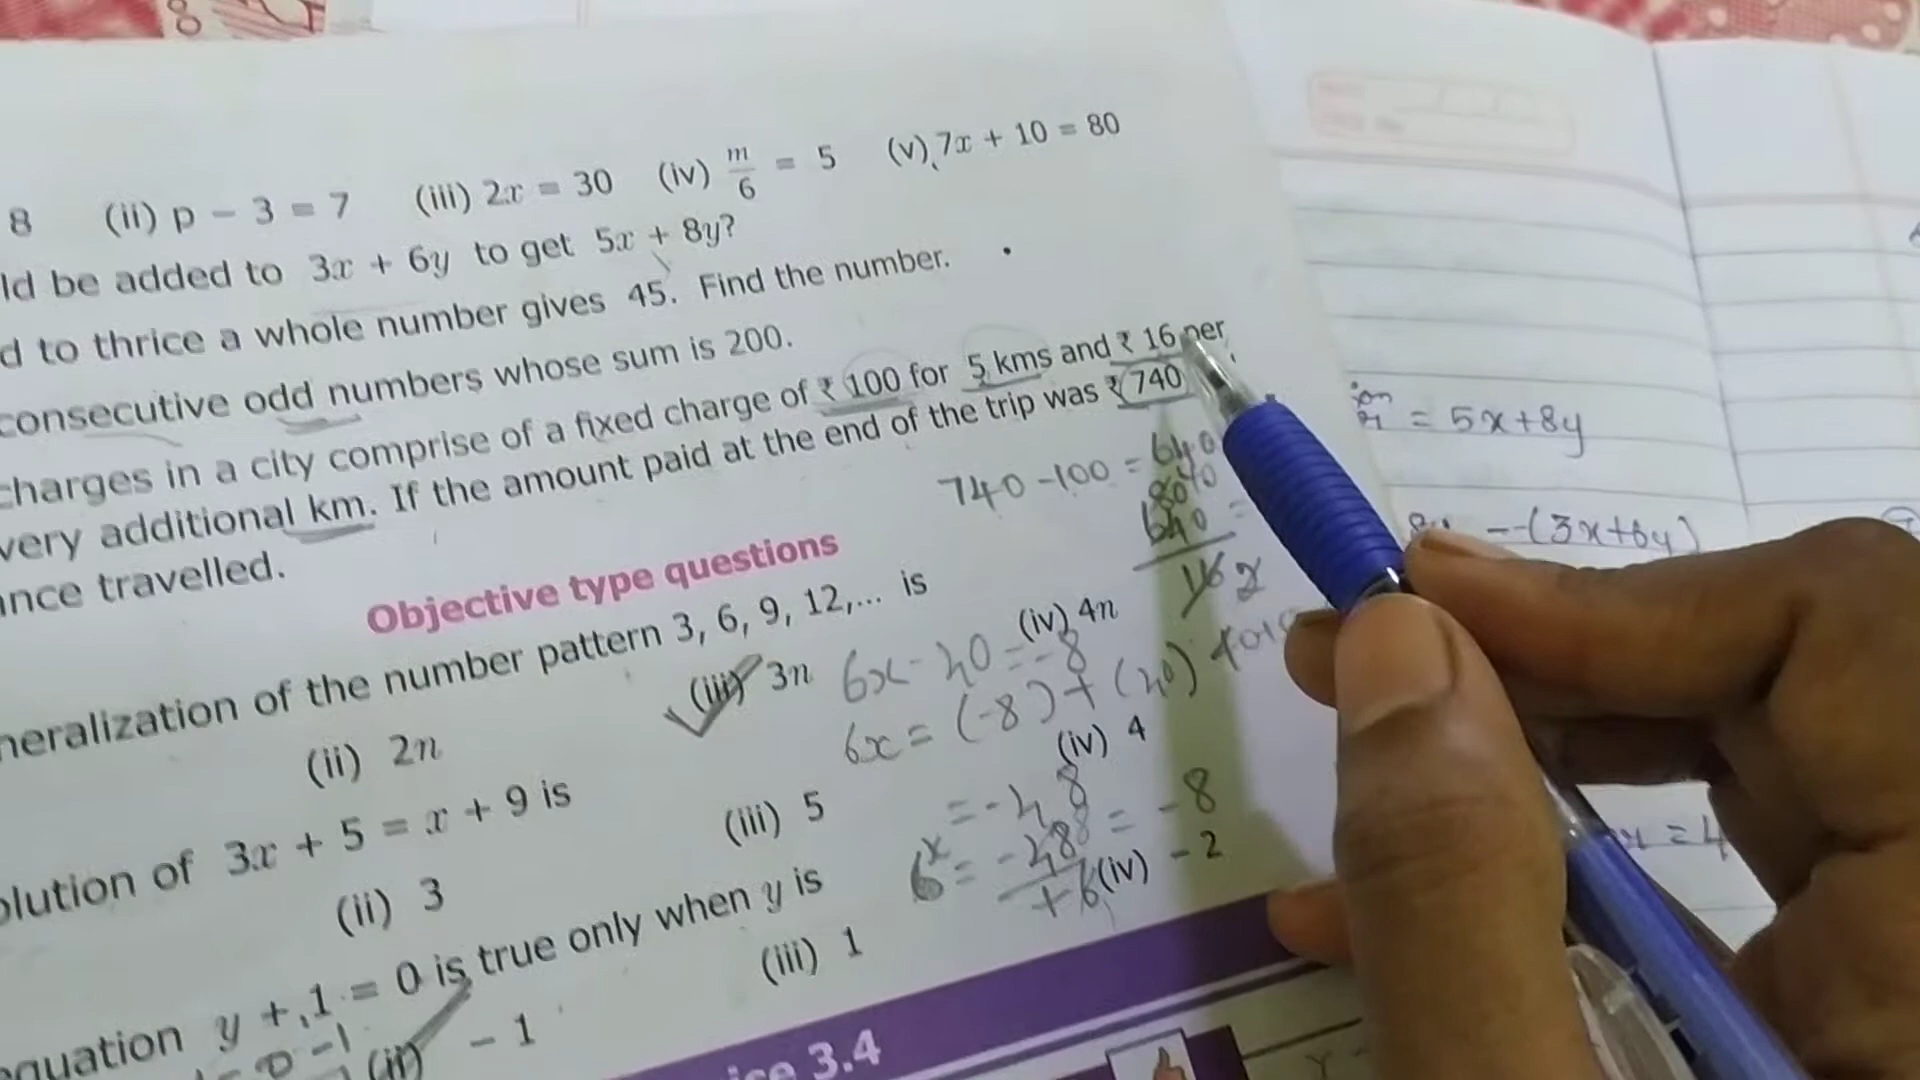 8 (ii) p − 3 = 7 (iii) 2x = 30 (iv) m/6 = 5 (v) 7x + 10 = 80
ld be added to 3x + 6y to get 5x + 8y?
d to thrice a whole number gives 45. Find the number.
consecutive odd numbers whose sum is 200.
charges in a city comprise of a fixed charge of ₹ 100 for 5 kms and ₹ 16 per
very additional km. If the amount paid at the end of the trip was ₹ 740
ance travelled.
740 - 100 = 640
Objective type questions
neralization of the number pattern 3, 6, 9, 12,... is
(ii) 2n (iii) 3n (iv) 4n
6x - 40 = -8
6x = (-8) + (40)
olution of 3x + 5 = x + 9 is
(ii) 3 (iii) 5 (iv) 4
equation y + 1 = 0 is true only when y is
(ii) − 1 (iii) 1 (iv) − 2
ice 3.4
= 5x+8y
-(3x+6y)